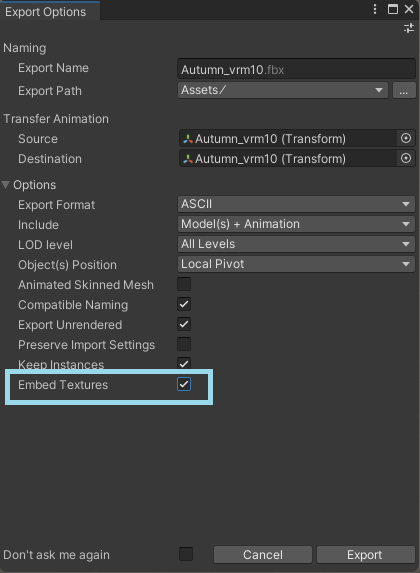 Export Options
Naming
Export Name Autumn_vrm10.fbx
Export Path Assets/ ...
Transfer Animation
Source Autumn_vrm10 (Transform)
Destination Autumn_vrm10 (Transform)
Options
Export Format ASCII
Include Model(s) + Animation
LOD level All Levels
Object(s) Position Local Pivot
Animated Skinned Mesh
Compatible Naming
Export Unrendered
Preserve Import Settings
Keep Instances
Embed Textures
Don't ask me again Cancel Export